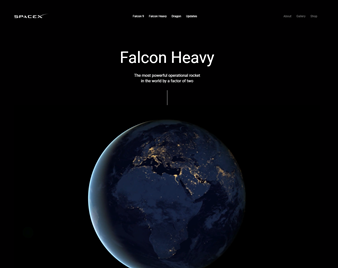 SPACEX
Falcon 9 Falcon Heavy Dragon Updates
About Careers Shop
Falcon Heavy
The most powerful operational rocket
in the world by a factor of two